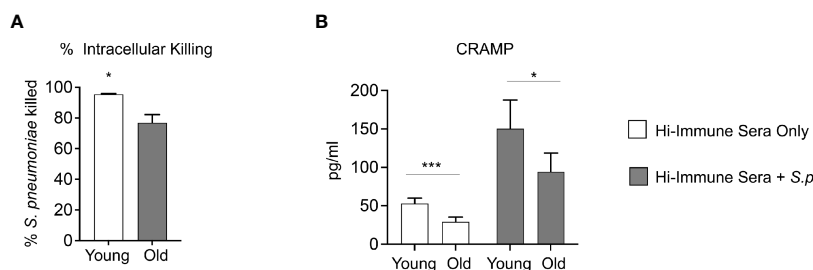 A
% Intracellular Killing
*
% S. pneumoniae killed
100
80
60
40
20
0
Young Old
B
CRAMP
pg/ml
200
150
100
50
0
***
*
Young Old Young Old
Hi-Immune Sera Only
Hi-Immune Sera + S.p